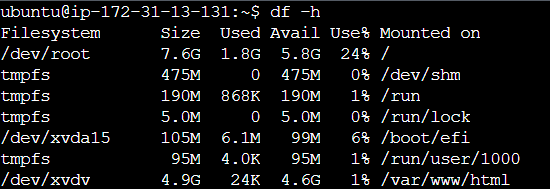 ubuntu@ip-172-31-13-131:~$ df -h
Filesystem      Size  Used Avail Use% Mounted on
/dev/root       7.6G  1.8G  5.8G  24% /
tmpfs           475M     0  475M   0% /dev/shm
tmpfs           190M  868K  190M   1% /run
tmpfs           5.0M     0  5.0M   0% /run/lock
/dev/xvda15     105M  6.1M   99M   6% /boot/efi
tmpfs            95M  4.0K   95M   1% /run/user/1000
/dev/xvdv       4.9G   24K  4.6G   1% /var/www/html